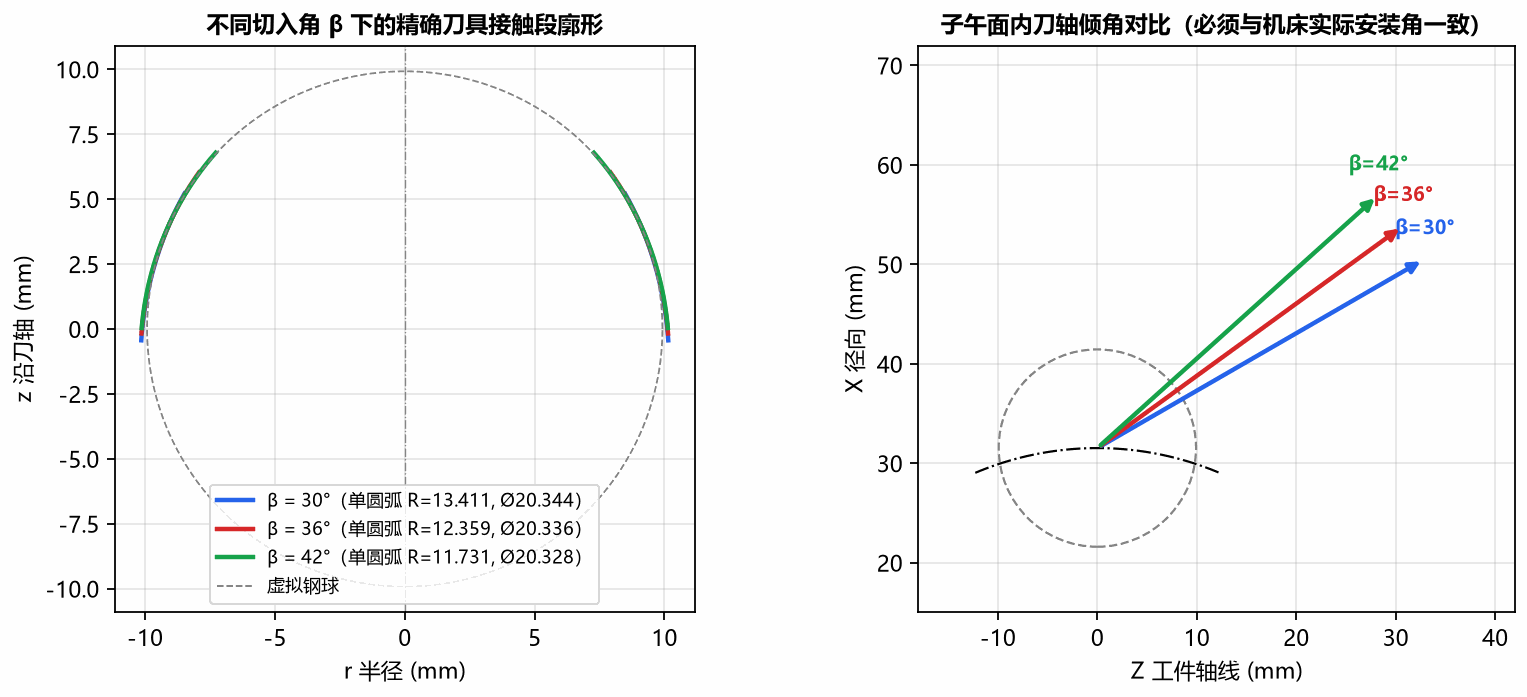 不同切入角 β 下的精确刀具接触段廓形
10.0
7.5
5.0
2.5
0.0
-2.5
-5.0
-7.5
-10.0
z 沿刀轴 (mm)
β = 30°（单圆弧 R=13.411, Ø20.344）
β = 36°（单圆弧 R=12.359, Ø20.336）
β = 42°（单圆弧 R=11.731, Ø20.328）
虚拟钢球
-10 -5 0 5 10
r 半径 (mm)
子午面内刀轴倾角对比（必须与机床实际安装角一致）
70
60
50
40
30
20
X 径向 (mm)
β=42°
β=36°
β=30°
-10 0 10 20 30 40
Z 工件轴线 (mm)